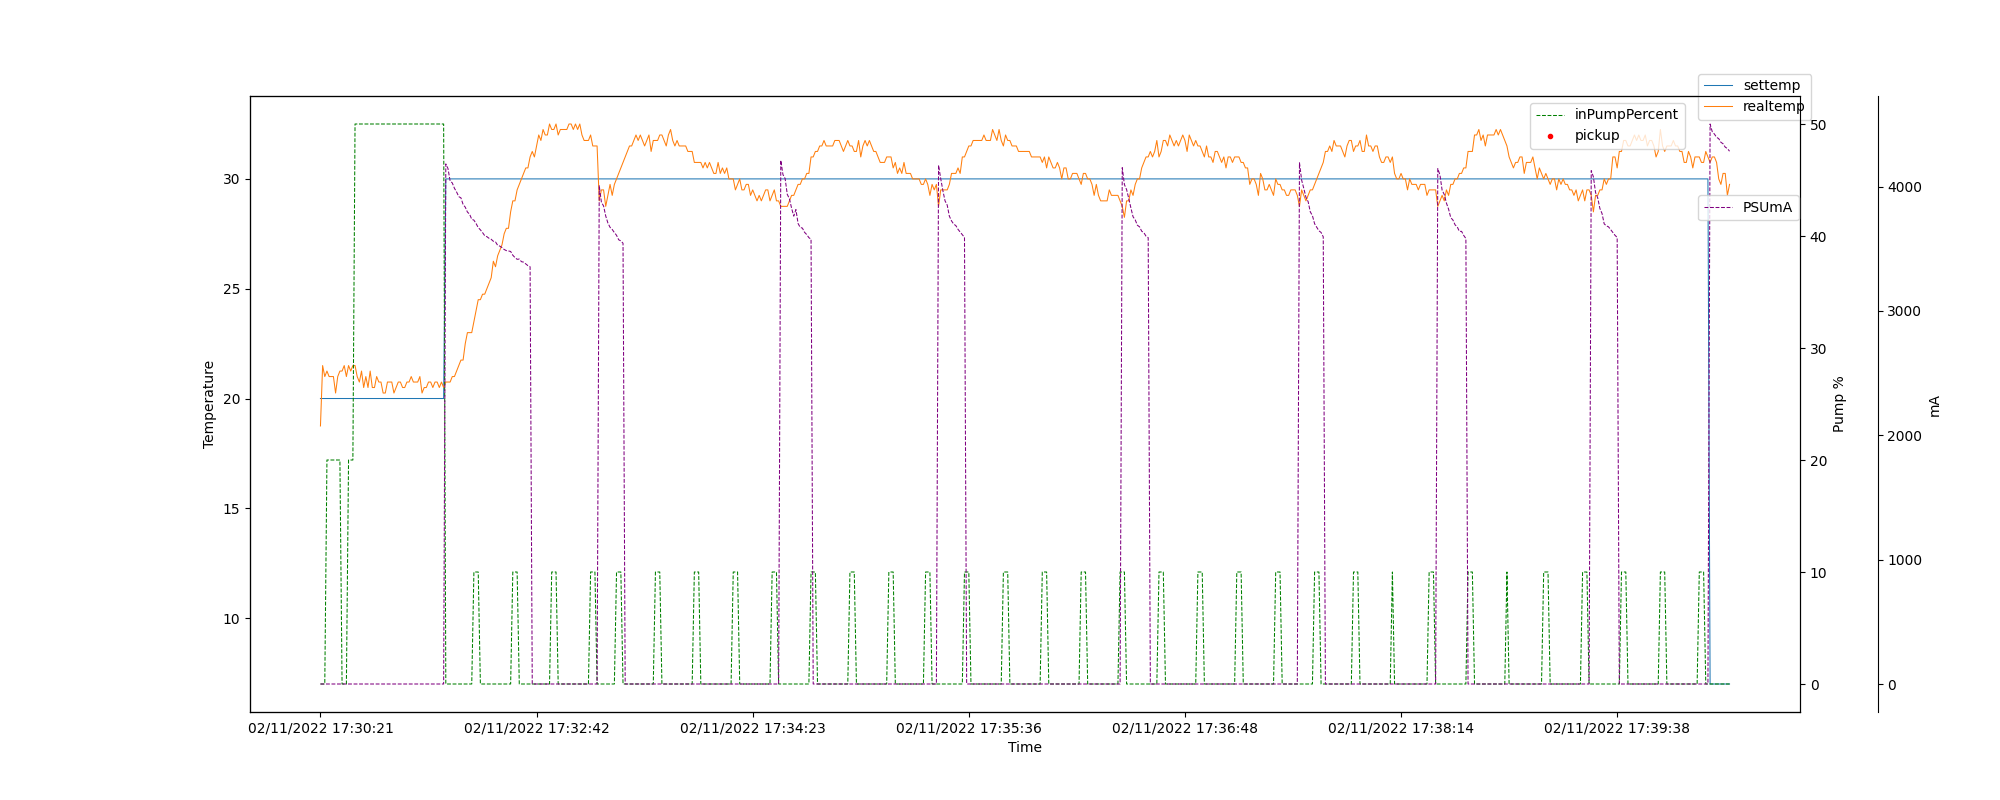 settemp
realtemp
inPumpPercent
pickup
PSUmA
30
25
20
15
10
Temperature
50
40
30
20
10
0
Pump %
4000
3000
2000
1000
0
mA
02/11/2022 17:30:21
02/11/2022 17:32:42
02/11/2022 17:34:23
02/11/2022 17:35:36
02/11/2022 17:36:48
02/11/2022 17:38:14
02/11/2022 17:39:38
Time